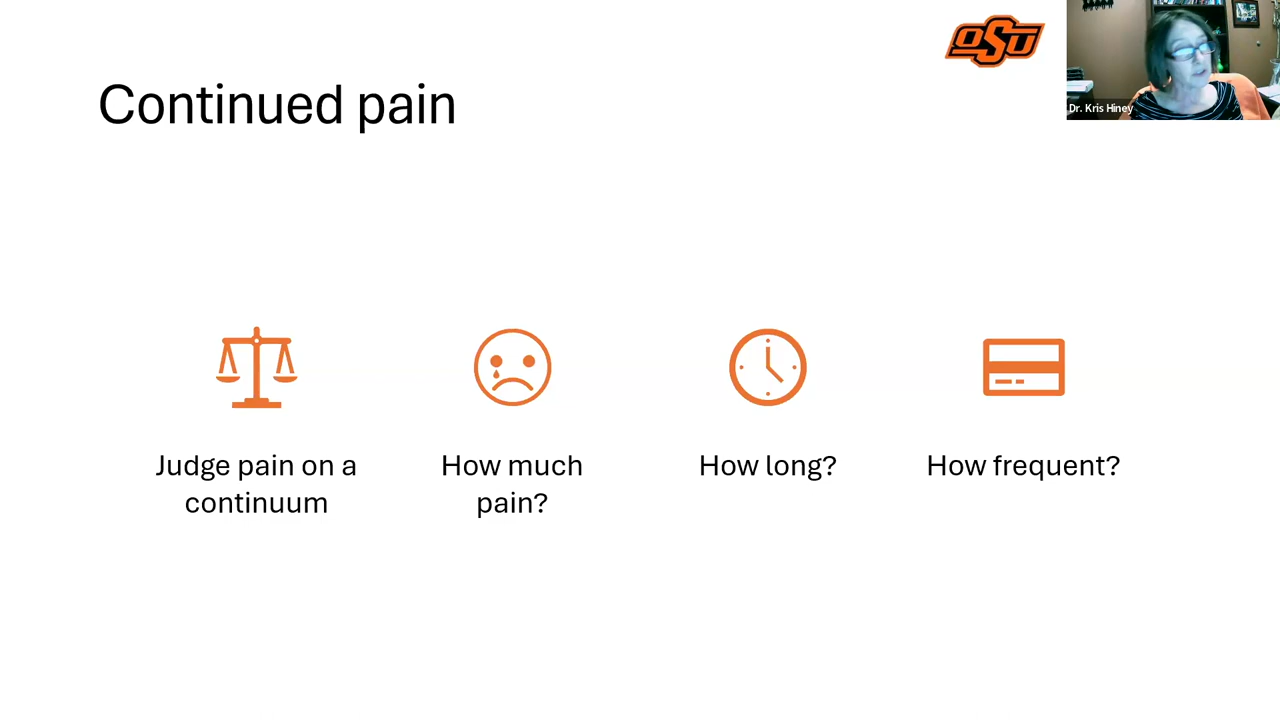 OSU
Dr. Kris Hiney
Continued pain
Judge pain on a
continuum
How much
pain?
How long?
How frequent?